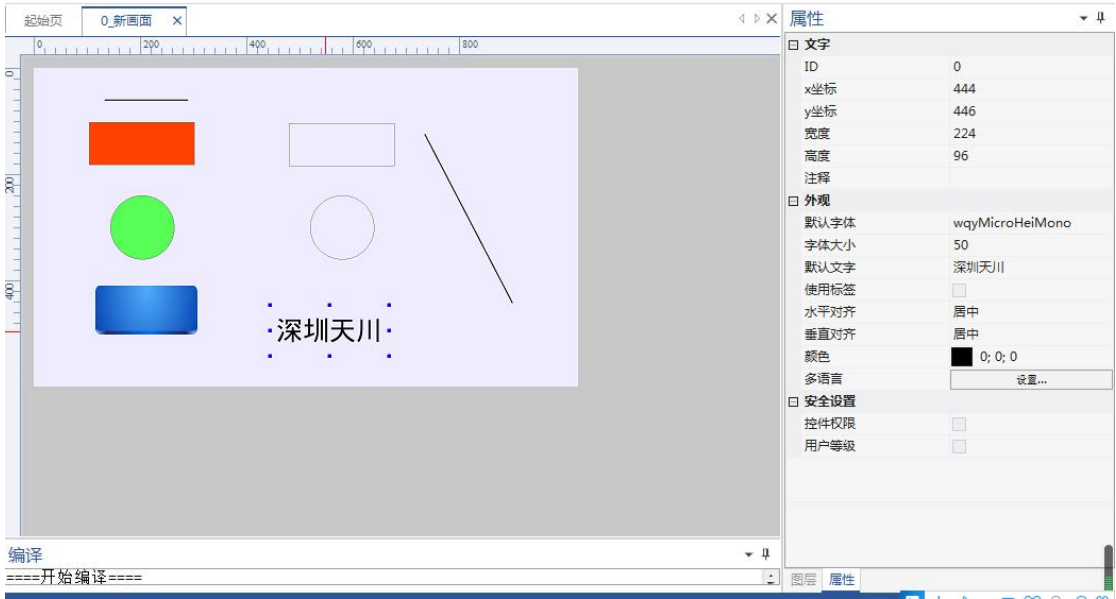 起始页 0_新画面
0 200 400 600 800
0
200
400
深圳天川
编译
====开始编译====
属性
文字
ID 0
x坐标 444
y坐标 446
宽度 224
高度 96
注释
外观
默认字体 wqyMicroHeiMono
字体大小 50
默认文字 深圳天川
使用标签
水平对齐 居中
垂直对齐 居中
颜色 0; 0; 0
多语言 设置...
安全设置
控件权限
用户等级
图层 属性